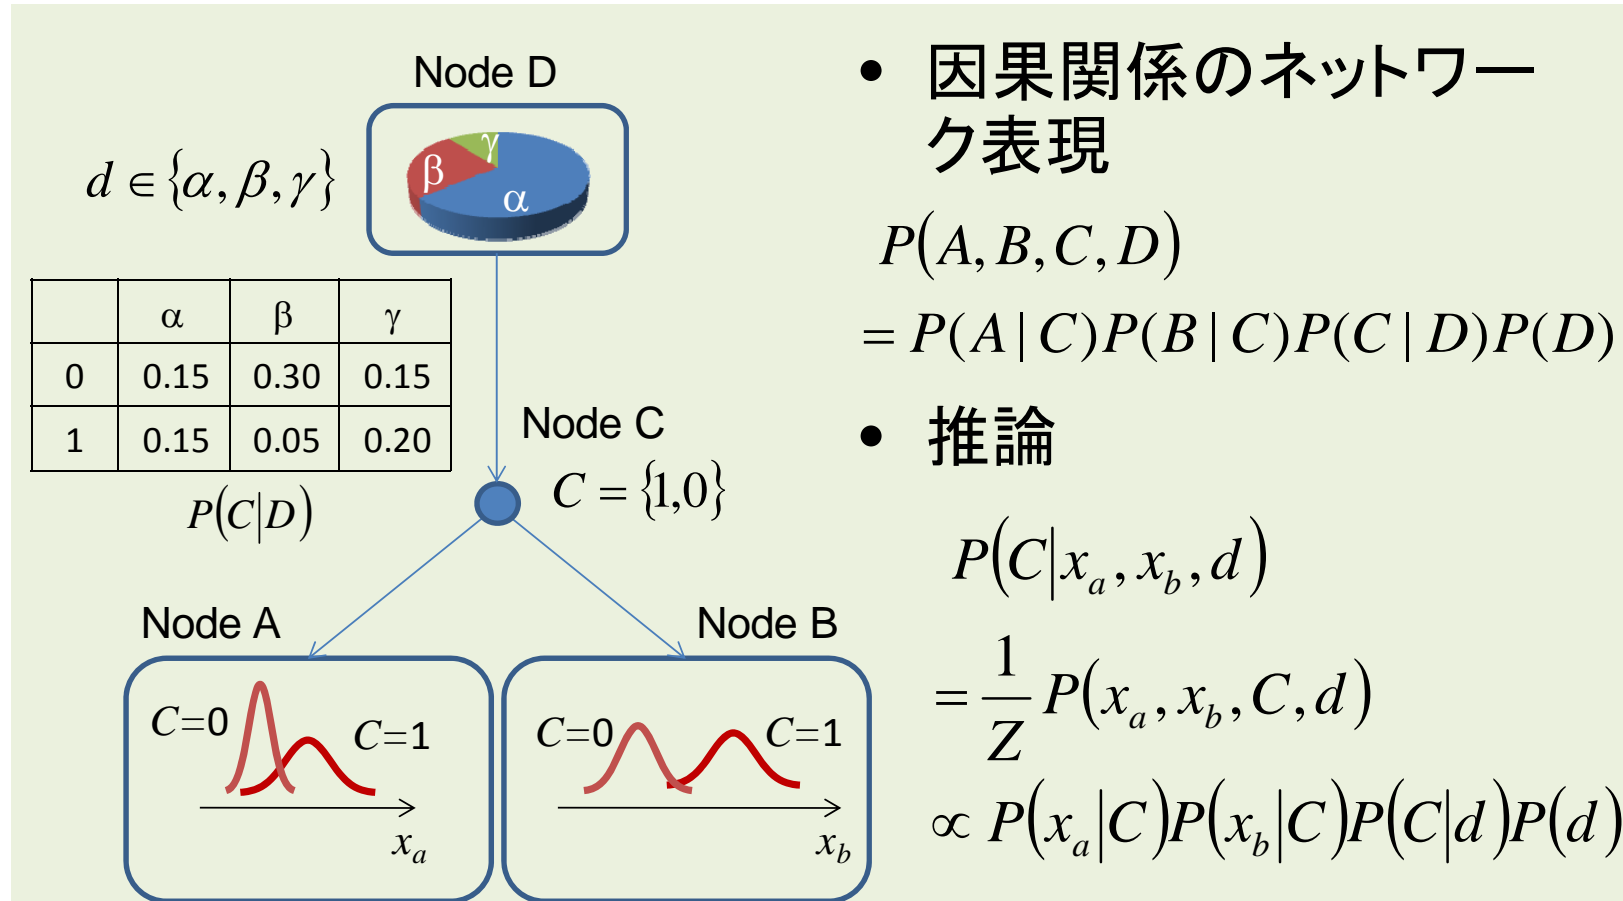 Node D
d ∈ {α, β, γ}
γ
β
α
α β γ
0 0.15 0.30 0.15
1 0.15 0.05 0.20
P(C|D)
Node C
C = {1,0}
Node A
C=0
C=1
x_a
Node B
C=0
C=1
x_b
• 因果関係のネットワー
ク表現
P(A, B, C, D)
= P(A | C)P(B | C)P(C | D)P(D)
• 推論
P(C|x_a, x_b, d)
= 1/Z P(x_a, x_b, C, d)
∝ P(x_a|C)P(x_b|C)P(C|d)P(d)